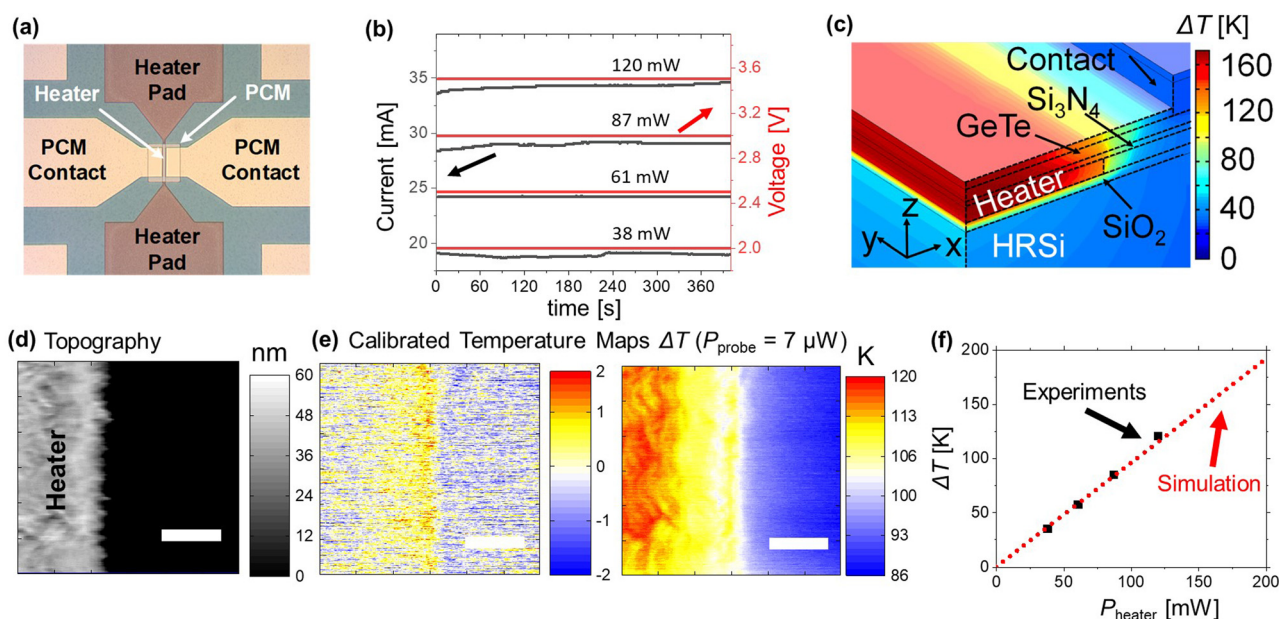 (a)
Heater
Pad
Heater
PCM
PCM
Contact
PCM
Contact
Heater
Pad
(b)
Current [mA]
35
30
25
20
120 mW
87 mW
61 mW
38 mW
3.6
3.2
2.8
2.4
2.0
Voltage [V]
0 60 120 180 240 300 360
time [s]
(c)
ΔT [K]
Contact
Si₃N₄
GeTe
Heater
SiO₂
HRSi
z
y
x
160
120
80
40
0
(d) Topography
nm
60
48
36
24
12
0
Heater
(e) Calibrated Temperature Maps ΔT (P_probe = 7 µW)
2
1
0
-1
-2
K
120
113
106
100
93
86
(f)
200
150
100
50
0
ΔT [K]
Experiments
Simulation
0 50 100 150 200
P_heater [mW]